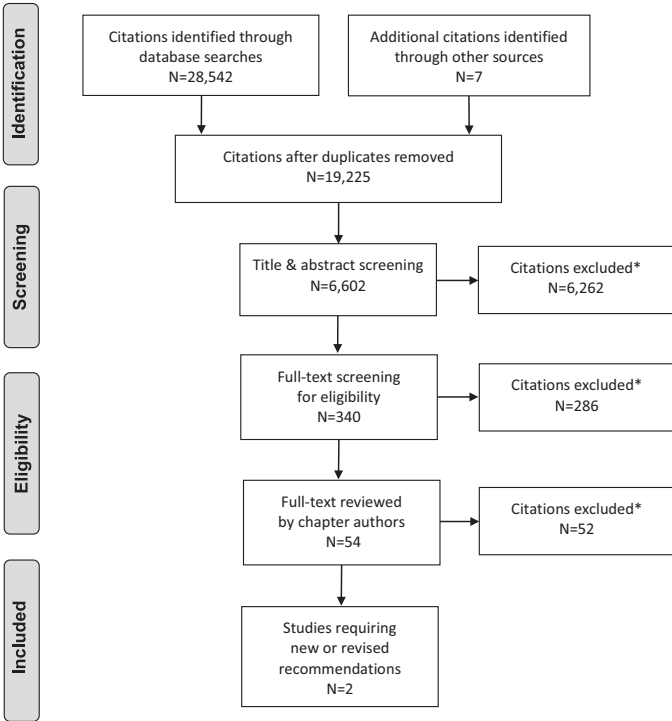 Identification
Citations identified through
database searches
N=28,542
Additional citations identified
through other sources
N=7
Citations after duplicates removed
N=19,225
Screening
Title & abstract screening
N=6,602
Citations excluded*
N=6,262
Eligibility
Full-text screening
for eligibility
N=340
Citations excluded*
N=286
Full-text reviewed
by chapter authors
N=54
Citations excluded*
N=52
Included
Studies requiring
new or revised
recommendations
N=2